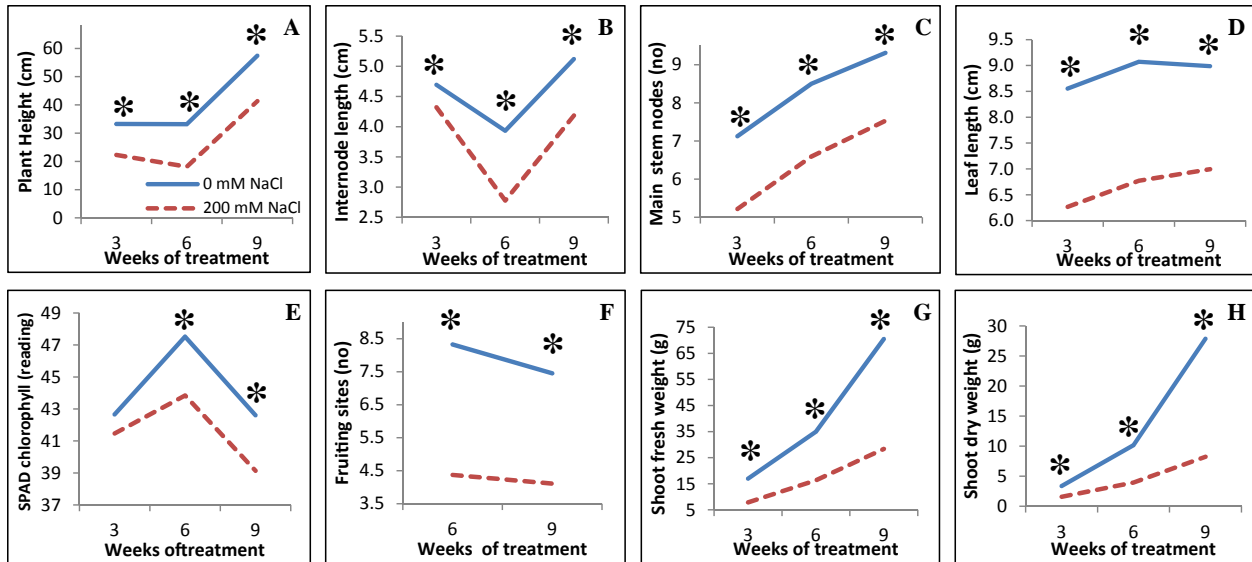 A
Plant Height (cm)
60
50
40
30
20
10
0
0 mM NaCl
200 mM NaCl
3 6 9
Weeks of treatment
B
Internode length (cm)
5.5
5.0
4.5
4.0
3.5
3.0
2.5
3 6 9
Weeks of treatment
C
Main stem nodes (no)
9
8
7
6
5
3 6 9
Weeks of treatment
D
Leaf length (cm)
9.5
9.0
8.5
8.0
7.5
7.0
6.5
6.0
3 6 9
Weeks of treatment
E
SPAD chlorophyll (reading)
49
47
45
43
41
39
37
3 6 9
Weeks oftreatment
F
Fruiting sites (no)
8.5
7.5
6.5
5.5
4.5
3.5
6 9
Weeks of treatment
G
Shoot fresh weight (g)
75
65
55
45
35
25
15
5
3 6 9
Weeks of treatment
H
Shoot dry weight (g)
30
25
20
15
10
5
0
3 6 9
Weeks of treatment